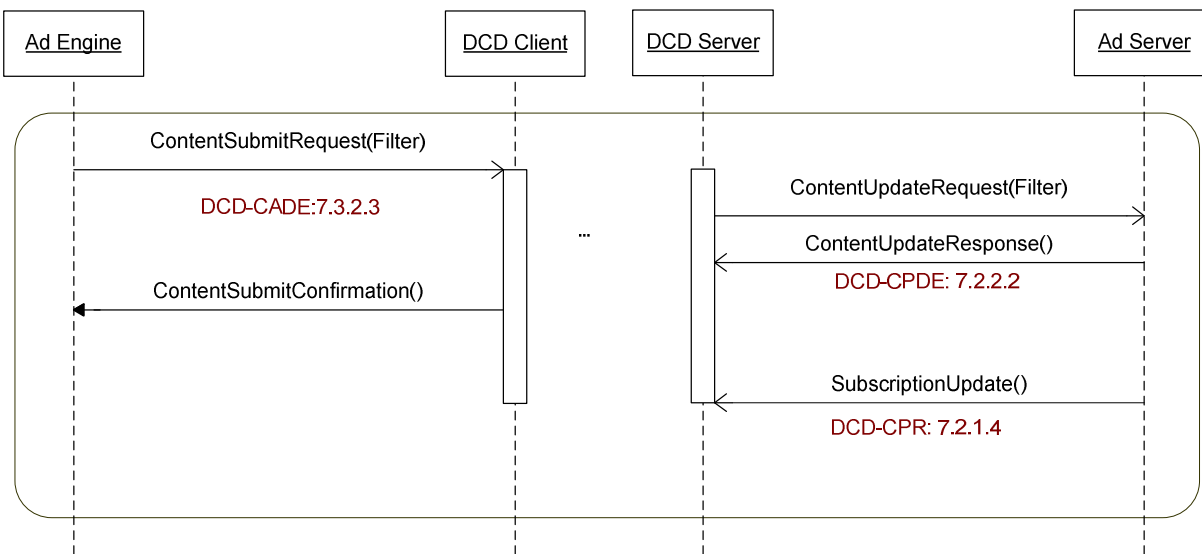 Ad Engine
DCD Client
DCD Server
Ad Server
ContentSubmitRequest(Filter)
DCD-CADE:7.3.2.3
ContentUpdateRequest(Filter)
...
ContentUpdateResponse()
DCD-CPDE: 7.2.2.2
ContentSubmitConfirmation()
SubscriptionUpdate()
DCD-CPR: 7.2.1.4